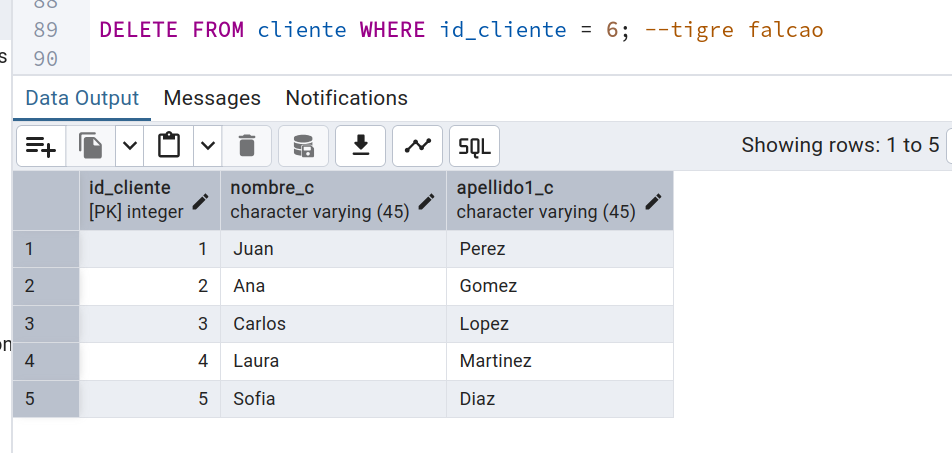 88
89 DELETE FROM cliente WHERE id_cliente = 6; --tigre falcao
90
Data Output Messages Notifications
SQL Showing rows: 1 to 5
id_cliente nombre_c apellido1_c
[PK] integer character varying (45) character varying (45)
1 1 Juan Perez
2 2 Ana Gomez
3 3 Carlos Lopez
4 4 Laura Martinez
5 5 Sofia Diaz